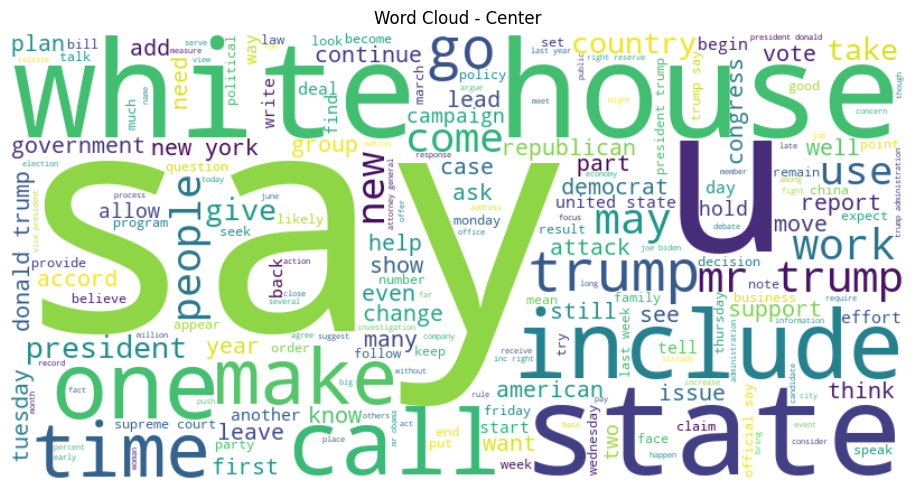 Word Cloud - Center
plan bill add continue go country set begin law look become president donald last year right reserve vote take
talk release way much need political write find deal march lead policy argue public measure serve view run good though concern
white house
campaign come meet might president trump trump say congress
government new york group nation republican well point job
election question response case part democrat united state day remain late china use
say u
people new ask may hold move report expect
process today june attorney general economy result among member fight trump administration
donald trump allow give program seek likely offer address monday focus joe biden debate
vice president provide accord back action help show office attack work
believe close several number far trump mr trump
appear even change long decision note require
million investigation company mean family business support effort
president year order agree suggest many still see last week tell thursday information
record follow keep without try include
fact push big receive inc right already administration increase
one make american issue candidate city think
tuesday month another know others act rule friday start pay claim consider event
supreme court leave party place mr obama end put want two face base bring speak
time percent early woman first call week wednesday happen official say state